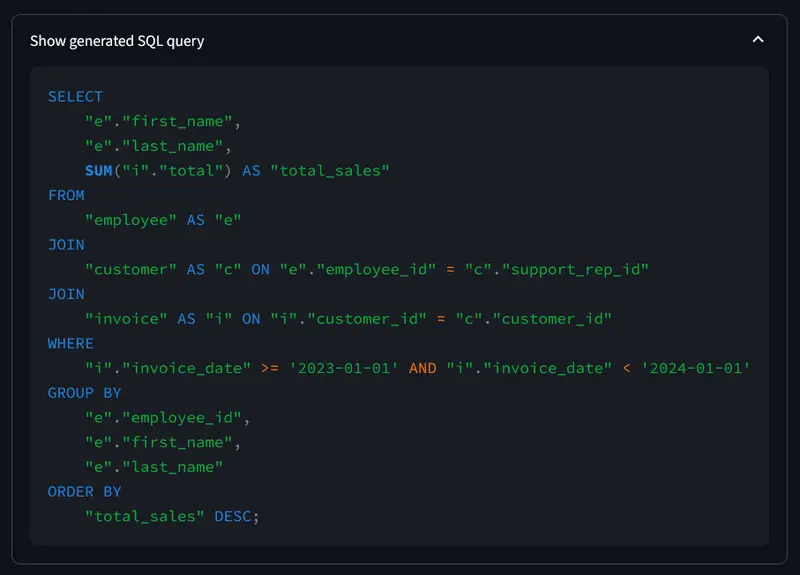 Show generated SQL query
SELECT
    "e"."first_name",
    "e"."last_name",
    SUM("i"."total") AS "total_sales"
FROM
    "employee" AS "e"
JOIN
    "customer" AS "c" ON "e"."employee_id" = "c"."support_rep_id"
JOIN
    "invoice" AS "i" ON "i"."customer_id" = "c"."customer_id"
WHERE
    "i"."invoice_date" >= '2023-01-01' AND "i"."invoice_date" < '2024-01-01'
GROUP BY
    "e"."employee_id",
    "e"."first_name",
    "e"."last_name"
ORDER BY
    "total_sales" DESC;